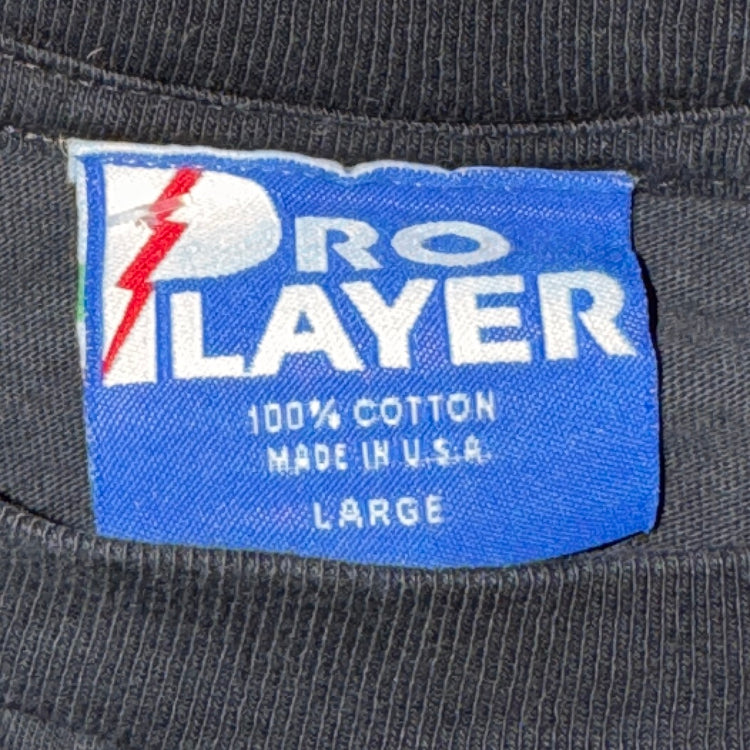 PRO
PLAYER
100% COTTON
MADE IN U.S.A.
LARGE